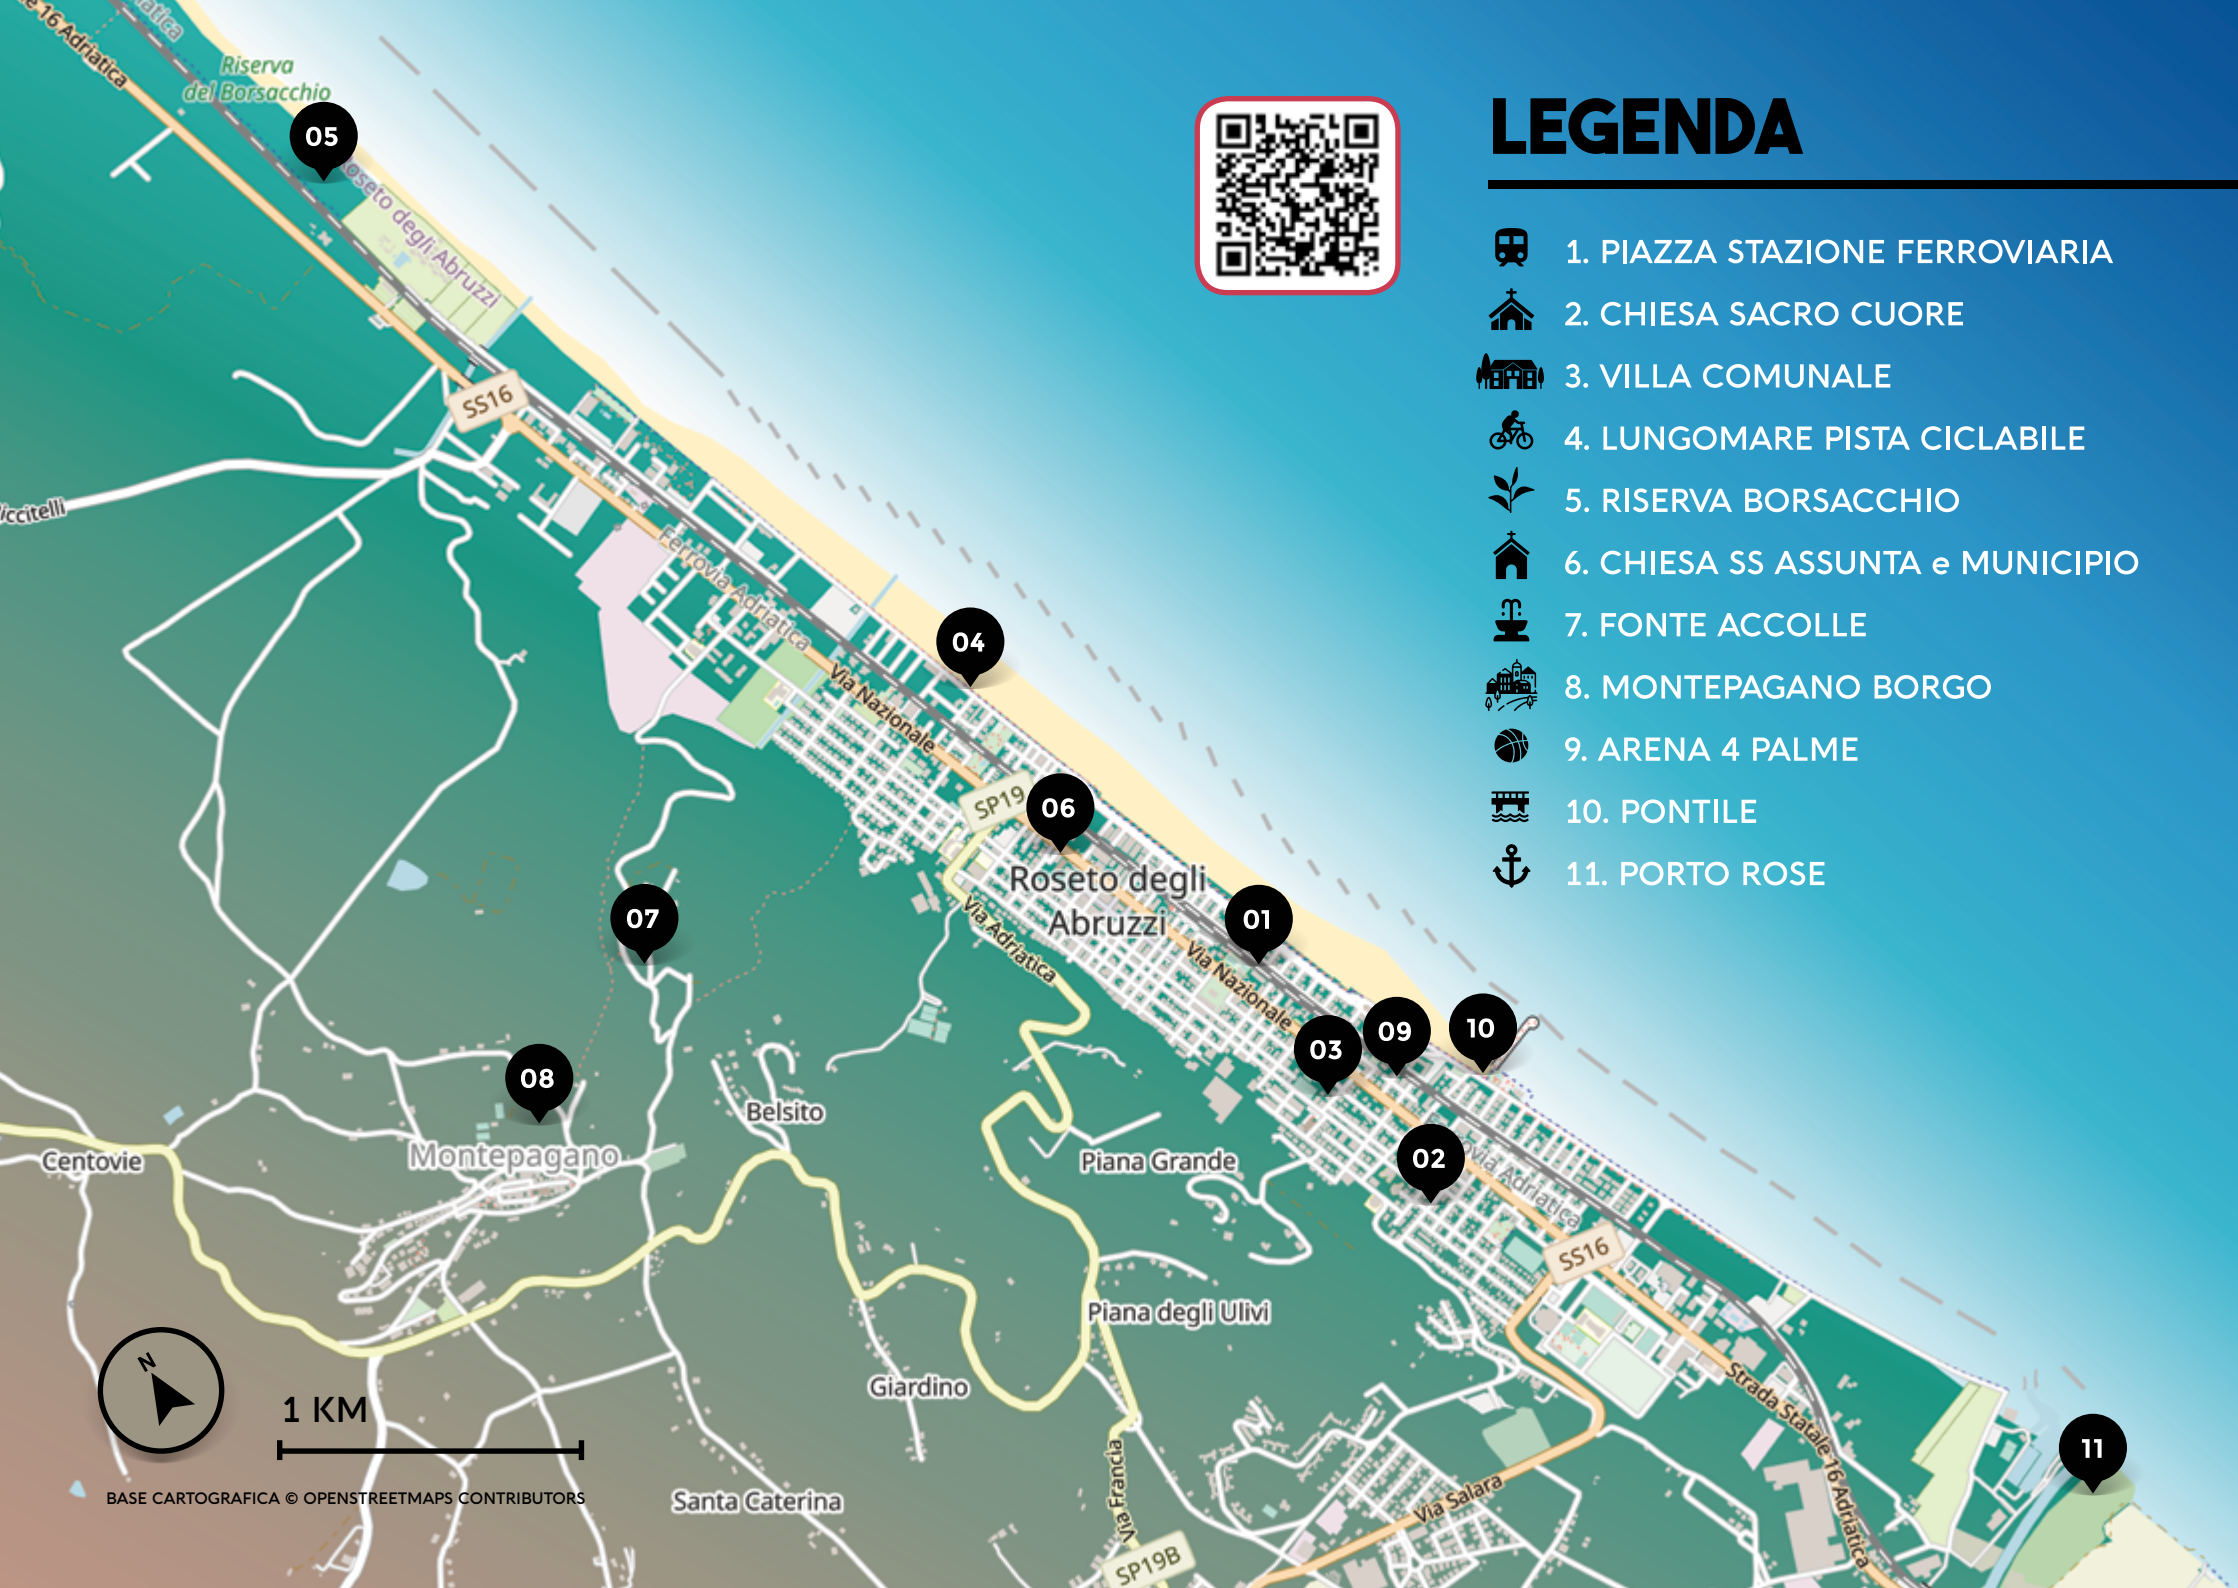 LEGENDA
1. PIAZZA STAZIONE FERROVIARIA
2. CHIESA SACRO CUORE
3. VILLA COMUNALE
4. LUNGOMARE PISTA CICLABILE
5. RISERVA BORSACCHIO
6. CHIESA SS ASSUNTA e MUNICIPIO
7. FONTE ACCOLLE
8. MONTEPAGANO BORGO
9. ARENA 4 PALME
10. PONTILE
11. PORTO ROSE
16 Adriatica
Riserva
del Borsacchio
05
Roseto degli Abruzzi
SS16
iccitelli
Ferrovia Adriatica
04
Via Nazionale
SP19
06
Roseto degli
Abruzzi
07
Via Adriatica
01
Via Nazionale
03
09
10
08
Belsito
Montepagano
Centovie
Piana Grande
02
ovia Adriatica
SS16
Piana degli Ulivi
Giardino
Strada Statale 16 Adriatica
11
N
1 KM
Via Francia
Via Salara
Santa Caterina
SP19B
BASE CARTOGRAFICA © OPENSTREETMAPS CONTRIBUTORS